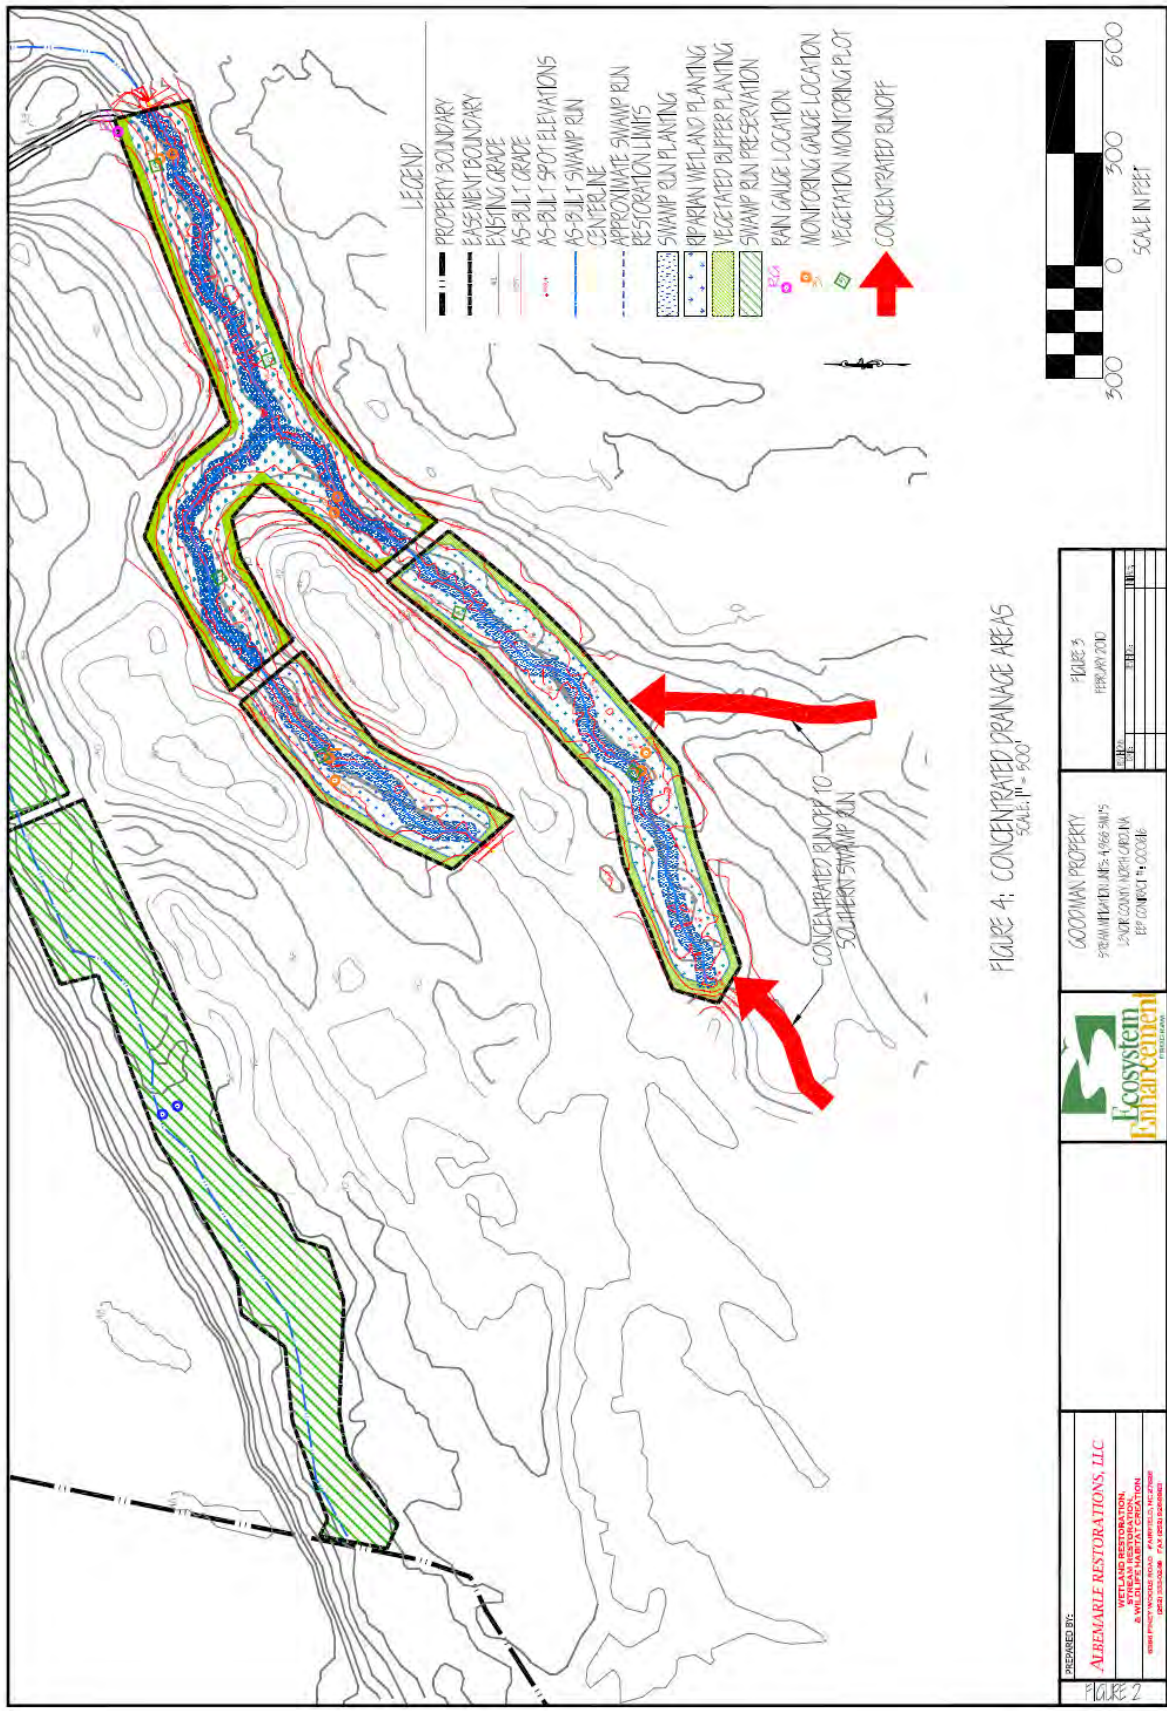 LEGEND
PROPERTY BOUNDARY
EASEMENT BOUNDARY
EXISTING GRADE
AS-BUILT GRADE
AS-BUILT SPOT ELEVATIONS
AS-BUILT SWAMP RUN
CENTERLINE
APPROXIMATE SWAMP RUN
RESTORATION LIMITS
SWAMP RUN PLANTING
RIPARIAN WETLAND PLANTING
VEGETATED BUFFER PLANTING
SWAMP RUN PRESERVATION
RG
RAIN GAUGE LOCATION
MONITORING GAUGE LOCATION
VEGETATION MONITORING PLOT
CONCENTRATED RUNOFF
300 0 300 600
SCALE IN FEET
CONCENTRATED RUNOFF TO
SOUTHERN SWAMP RUN
FIGURE 4: CONCENTRATED DRAINAGE AREAS
SCALE: 1" = 300'
PREPARED BY:
ALBEMARLE RESTORATIONS, LLC
WETLAND RESTORATION,
STREAM RESTORATION,
& WILDLIFE HABITAT CREATION
Ecosystem
Enhancement
PROGRAM
GOODMAN PROPERTY
LENOIR COUNTY, NORTH CAROLINA
FIGURE 3
FEBRUARY 2010
FIGURE 2